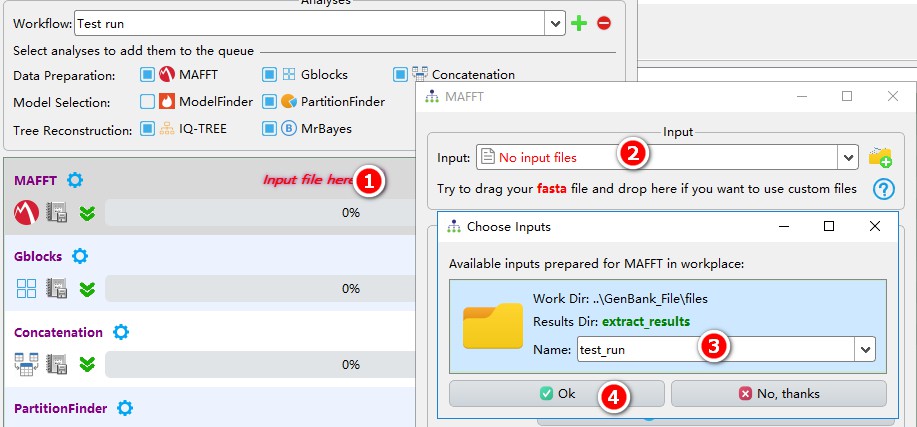 Analyses
Workflow: Test run
Select analyses to add them to the queue
Data Preparation: MAFFT Gblocks Concatenation
Model Selection: ModelFinder PartitionFinder
Tree Reconstruction: IQ-TREE B MrBayes
MAFFT
Input file here 1
0%
Gblocks
0%
Concatenation
0%
PartitionFinder
MAFFT
Input
Input: No input files 2
Try to drag your fasta file and drop here if you want to use custom files ?
Choose Inputs
Available inputs prepared for MAFFT in workplace:
Work Dir: ..\GenBank_File\files
Results Dir: extract_results
Name: test_run 3
Ok 4 No, thanks